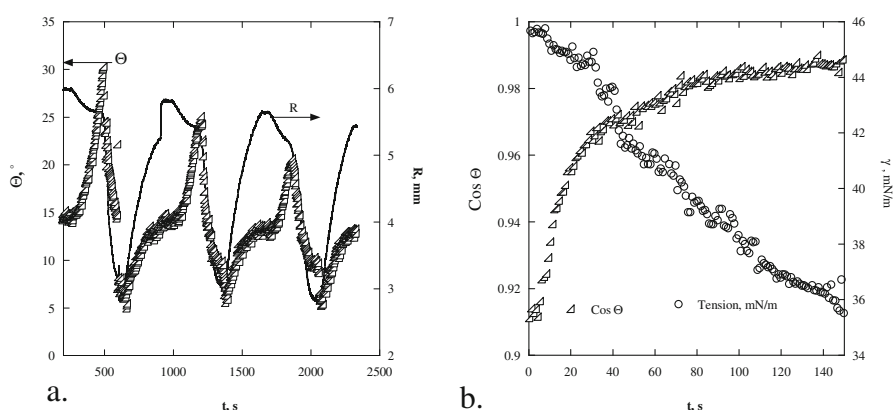 35
30
25
20
15
10
5
0
Θ,°
7
6
5
4
3
2
R, mm
Θ
R
500 1000 1500 2000 2500
t, s
a.
1
0.98
0.96
0.94
0.92
0.9
Cos Θ
46
44
42
40
38
36
34
γ, mN/m
Cos Θ Tension, mN/m
0 20 40 60 80 100 120 140
t, s
b.